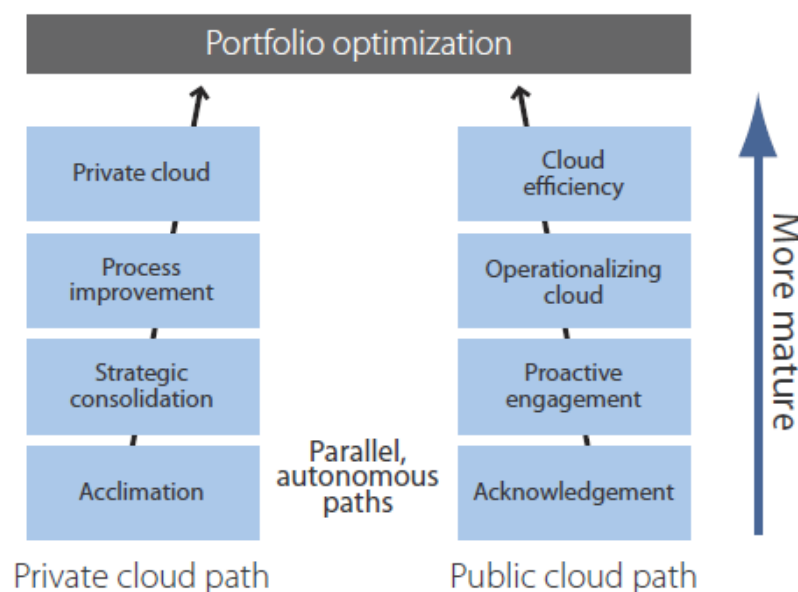 Portfolio optimization
Private cloud
Process
improvement
Strategic
consolidation
Acclimation
Private cloud path
Parallel,
autonomous
paths
Cloud
efficiency
Operationalizing
cloud
Proactive
engagement
Acknowledgement
Public cloud path
More mature